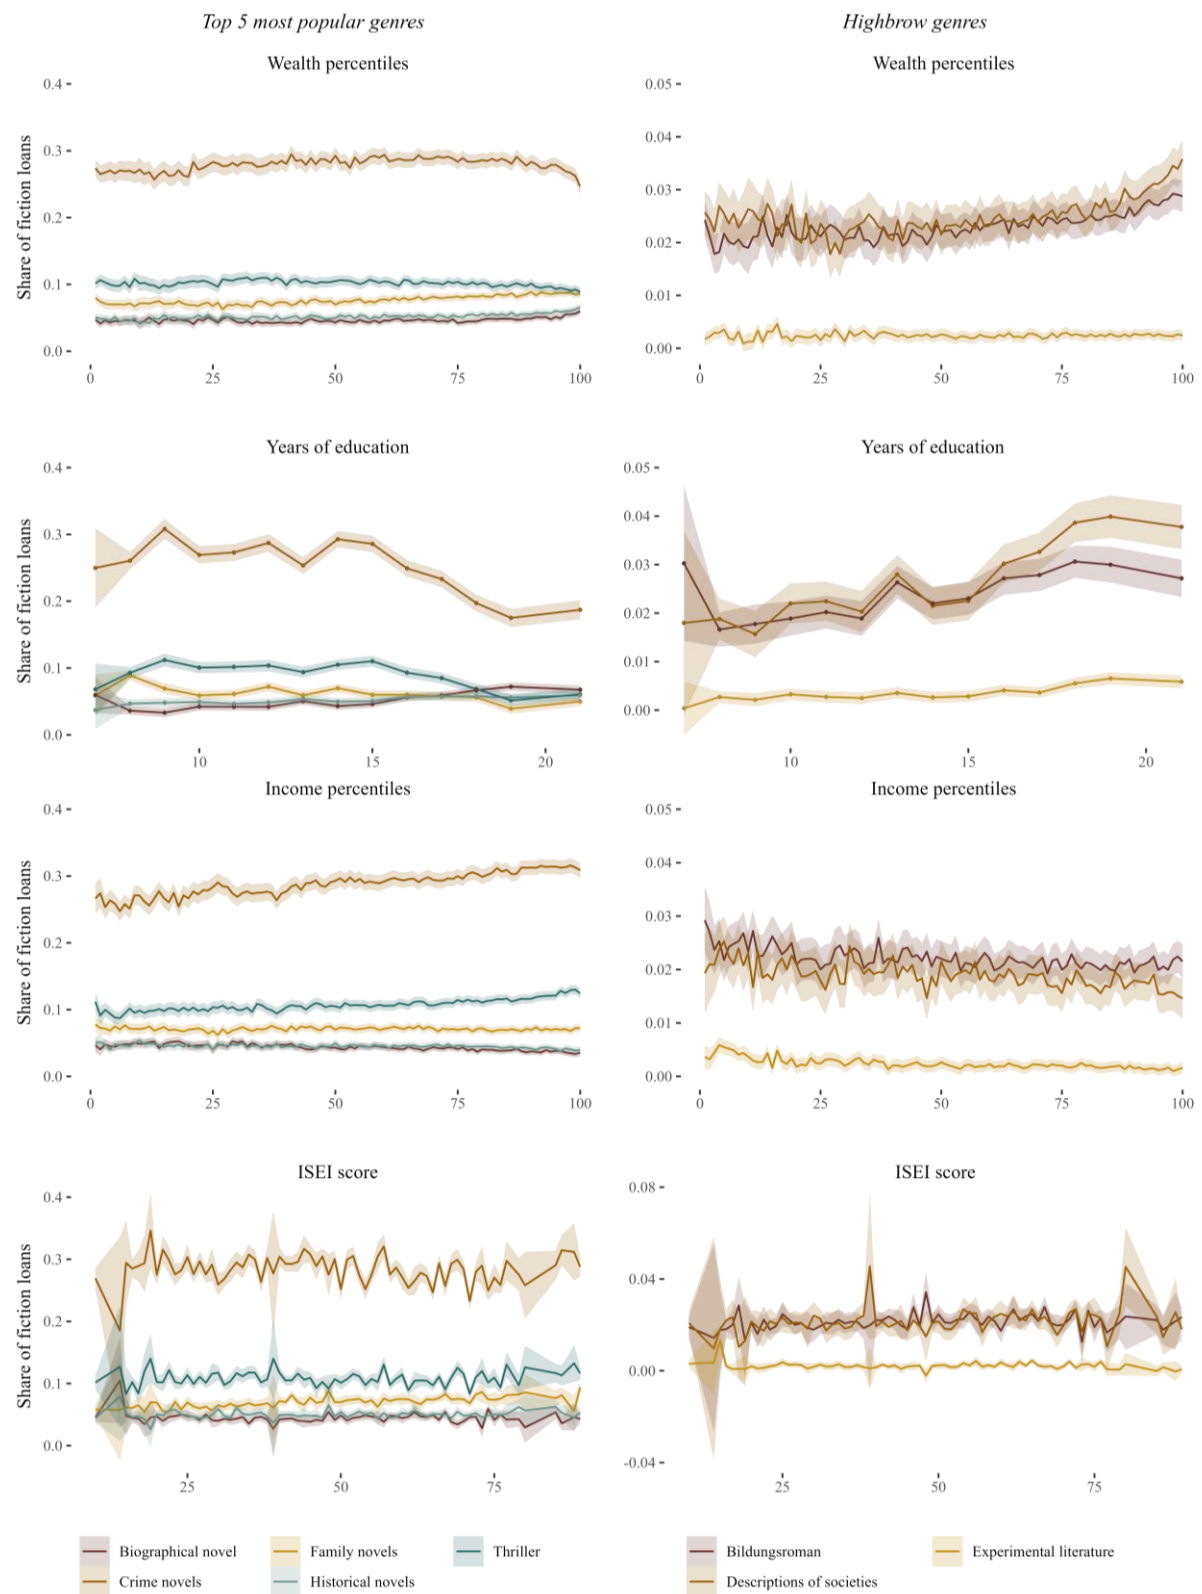 Top 5 most popular genres
Highbrow genres
Wealth percentiles
Wealth percentiles
Share of fiction loans
0.4
0.3
0.2
0.1
0.0
0 25 50 75 100
0.05
0.04
0.03
0.02
0.01
0.00
0 25 50 75 100
Years of education
Years of education
Share of fiction loans
0.4
0.3
0.2
0.1
0.0
10 15 20
0.05
0.04
0.03
0.02
0.01
0.00
10 15 20
Income percentiles
Income percentiles
Share of fiction loans
0.4
0.3
0.2
0.1
0.0
0 25 50 75 100
0.05
0.04
0.03
0.02
0.01
0.00
0 25 50 75 100
ISEI score
ISEI score
Share of fiction loans
0.4
0.3
0.2
0.1
0.0
25 50 75
0.08
0.04
0.00
-0.04
25 50 75
Biographical novel
Family novels
Thriller
Crime novels
Historical novels
Bildungsroman
Experimental literature
Descriptions of societies